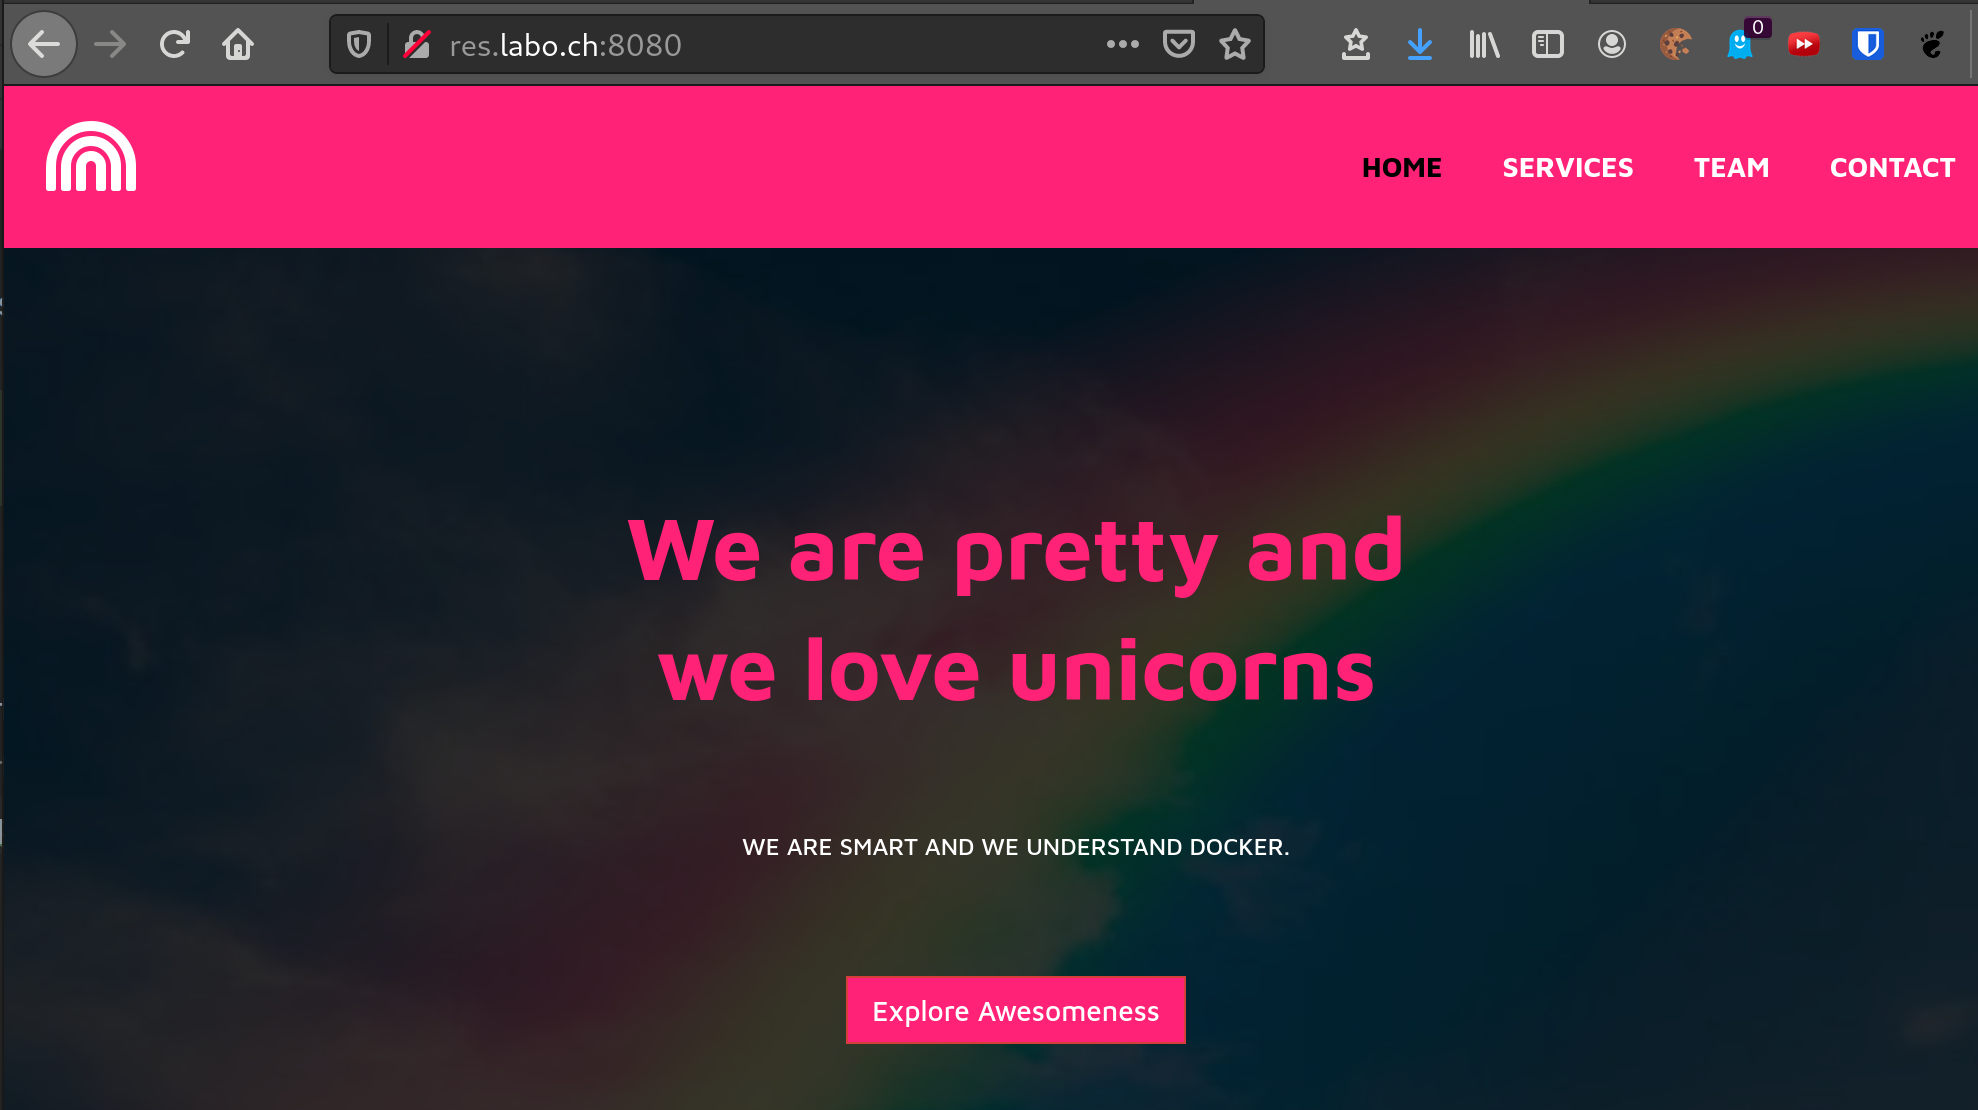 res.labo.ch:8080
0
HOME SERVICES TEAM CONTACT
We are pretty and
we love unicorns
WE ARE SMART AND WE UNDERSTAND DOCKER.
Explore Awesomeness